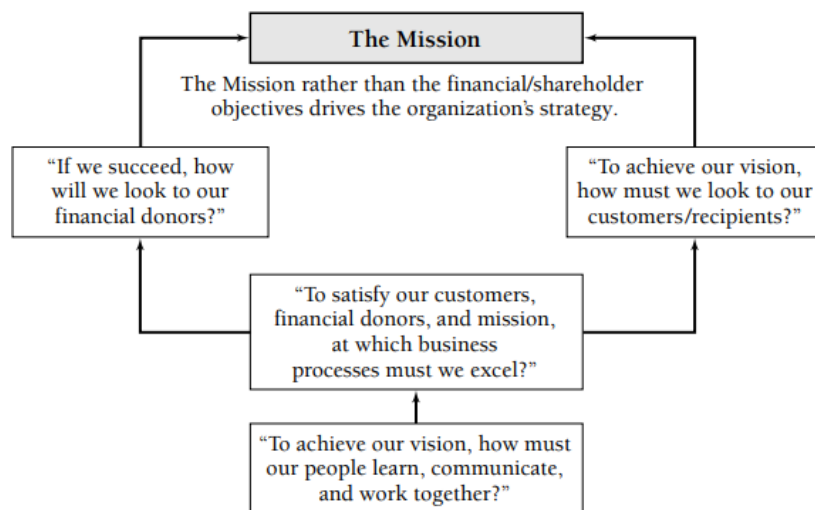 The Mission
The Mission rather than the financial/shareholder
objectives drives the organization’s strategy.
“If we succeed, how
will we look to our
financial donors?”
“To achieve our vision,
how must we look to our
customers/recipients?”
“To satisfy our customers,
financial donors, and mission,
at which business
processes must we excel?”
“To achieve our vision, how must
our people learn, communicate,
and work together?”